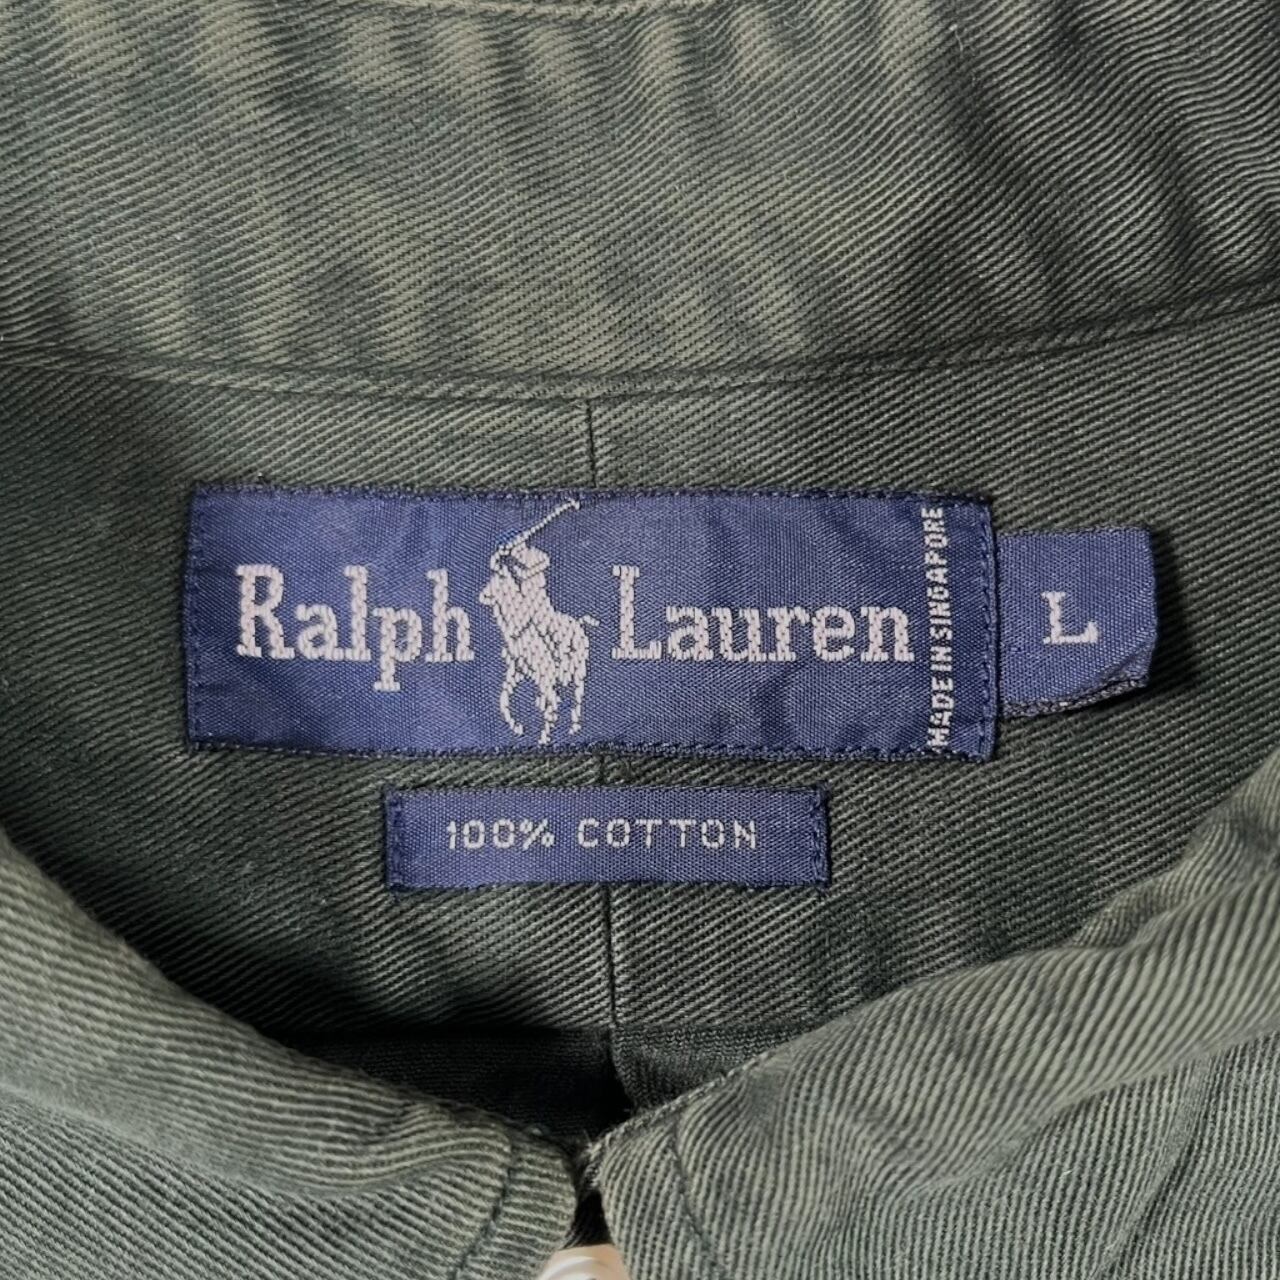 Ralph Lauren
MADE IN SINGAPORE
L
100% COTTON